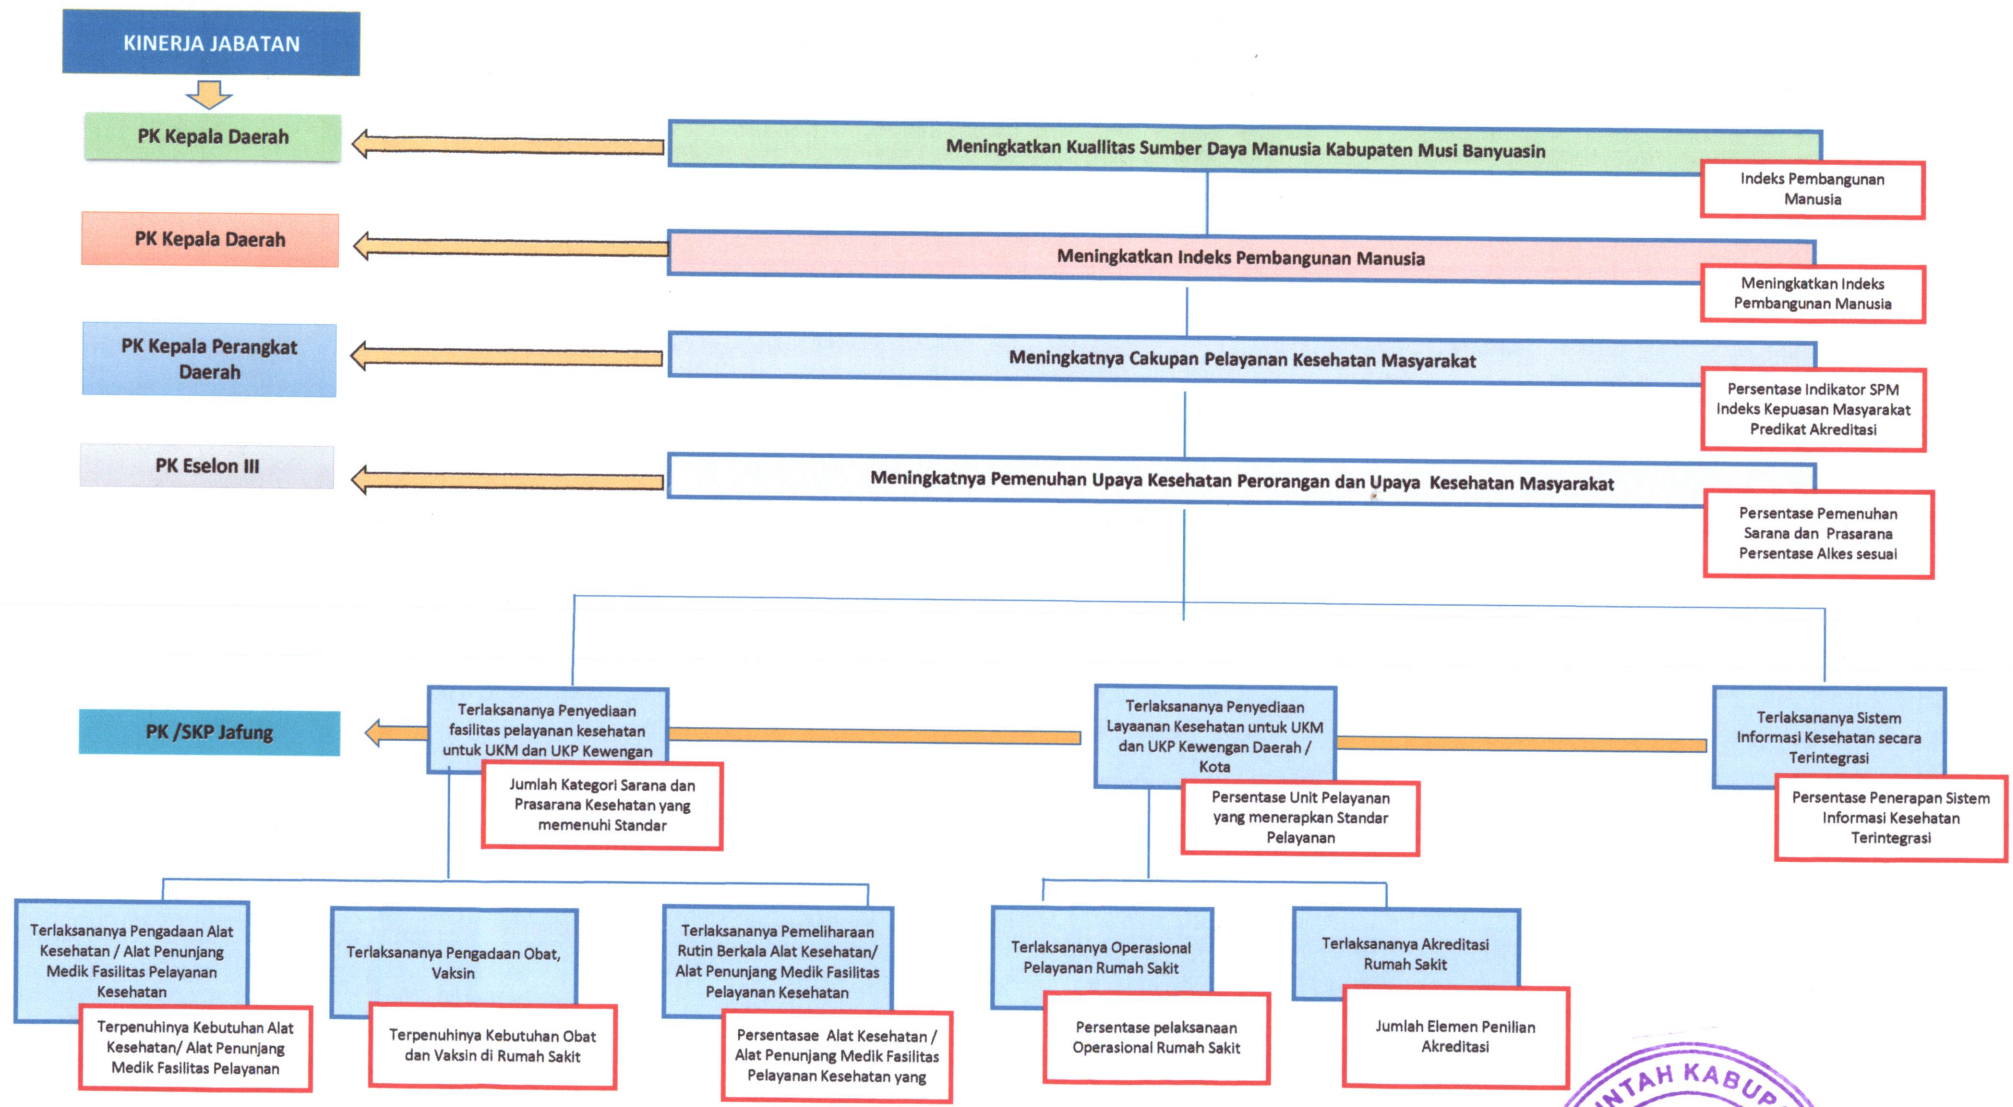 KINERJA JABATAN
PK Kepala Daerah
Meningkatkan Kuallitas Sumber Daya Manusia Kabupaten Musi Banyuasin
Indeks Pembangunan
Manusia
PK Kepala Daerah
Meningkatkan Indeks Pembangunan Manusia
Meningkatkan Indeks
Pembangunan Manusia
PK Kepala Perangkat
Daerah
Meningkatnya Cakupan Pelayanan Kesehatan Masyarakat
Persentase Indikator SPM
Indeks Kepuasan Masyarakat
Predikat Akreditasi
PK Eselon III
Meningkatnya Pemenuhan Upaya Kesehatan Perorangan dan Upaya Kesehatan Masyarakat
Persentase Pemenuhan
Sarana dan Prasarana
Persentase Alkes sesuai
PK /SKP Jafung
Terlaksananya Penyediaan
fasilitas pelayanan kesehatan
untuk UKM dan UKP Kewengan
Jumlah Kategori Sarana dan
Prasarana Kesehatan yang
memenuhi Standar
Terlaksananya Penyediaan
Layaanan Kesehatan untuk UKM
dan UKP Kewengan Daerah /
Kota
Persentase Unit Pelayanan
yang menerapkan Standar
Pelayanan
Terlaksananya Sistem
Informasi Kesehatan secara
Terintegrasi
Persentase Penerapan Sistem
Informasi Kesehatan
Terintegrasi
Terlaksananya Pengadaan Alat
Kesehatan / Alat Penunjang
Medik Fasilitas Pelayanan
Kesehatan
Terpenuhinya Kebutuhan Alat
Kesehatan/ Alat Penunjang
Medik Fasilitas Pelayanan
Terlaksananya Pengadaan Obat,
Vaksin
Terpenuhinya Kebutuhan Obat
dan Vaksin di Rumah Sakit
Terlaksananya Pemeliharaan
Rutin Berkala Alat Kesehatan/
Alat Penunjang Medik Fasilitas
Pelayanan Kesehatan
Persentasae Alat Kesehatan /
Alat Penunjang Medik Fasilitas
Pelayanan Kesehatan yang
Terlaksananya Operasional
Pelayanan Rumah Sakit
Persentase pelaksanaan
Operasional Rumah Sakit
Terlaksananya Akreditasi
Rumah Sakit
Jumlah Elemen Penilian
Akreditasi